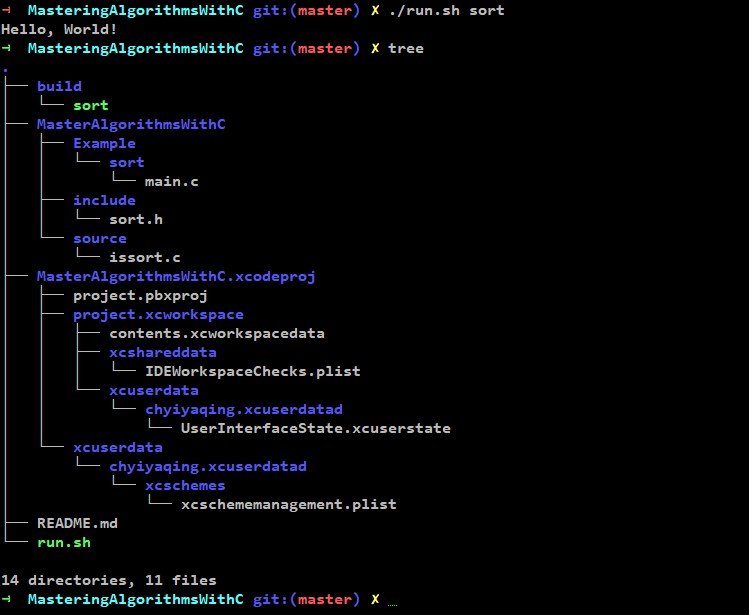 → MasteringAlgorithmsWithC git:(master) ✗ ./run.sh sort
Hello, World!
→ MasteringAlgorithmsWithC git:(master) ✗ tree
.
├── build
│   └── sort
├── MasterAlgorithmsWithC
│   ├── Example
│   │   └── sort
│   │       └── main.c
│   ├── include
│   │   └── sort.h
│   └── source
│       └── issort.c
├── MasterAlgorithmsWithC.xcodeproj
│   ├── project.pbxproj
│   ├── project.xcworkspace
│   │   ├── contents.xcworkspacedata
│   │   ├── xcshareddata
│   │   │   └── IDEWorkspaceChecks.plist
│   │   └── xcuserdata
│   │       └── chyiyaqing.xcuserdatad
│   │           └── UserInterfaceState.xcuserstate
│   └── xcuserdata
│       └── chyiyaqing.xcuserdatad
│           └── xcschemes
│               └── xcschememanagement.plist
├── README.md
└── run.sh

14 directories, 11 files
→ MasteringAlgorithmsWithC git:(master) ✗